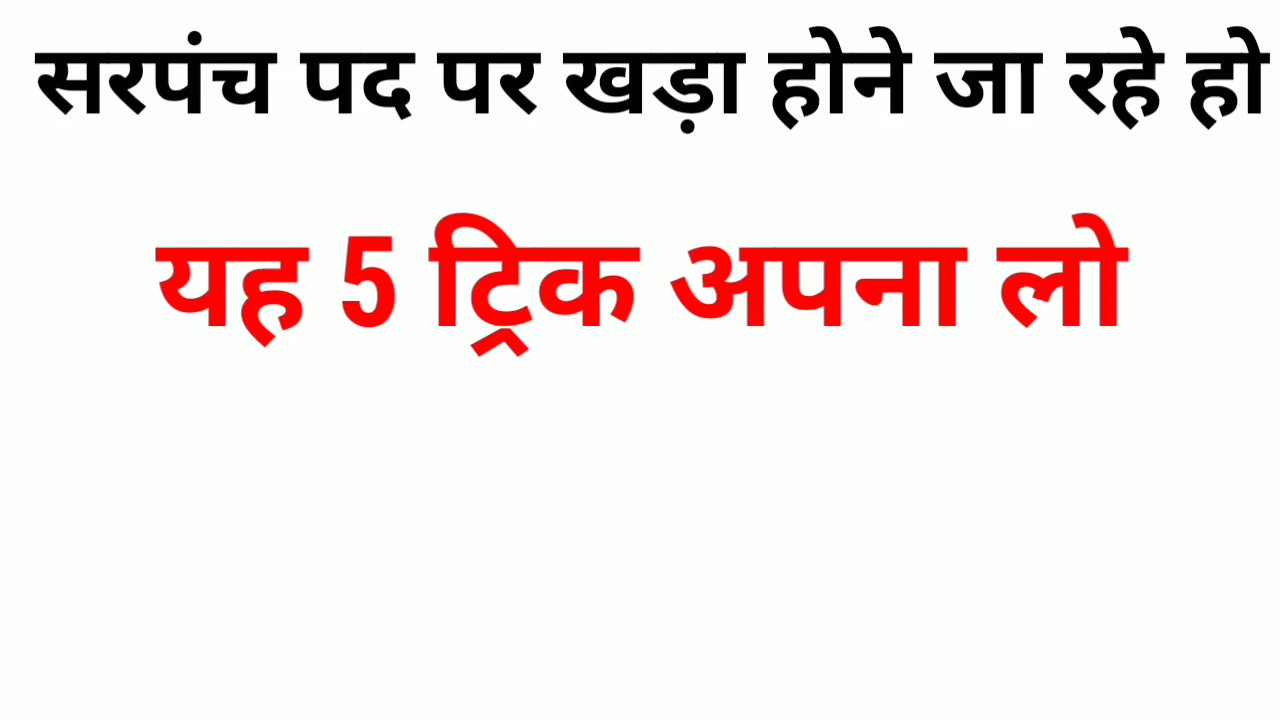 सरपंच पद पर खड़ा होने जा रहे हो
यह 5 ट्रिक अपना लो